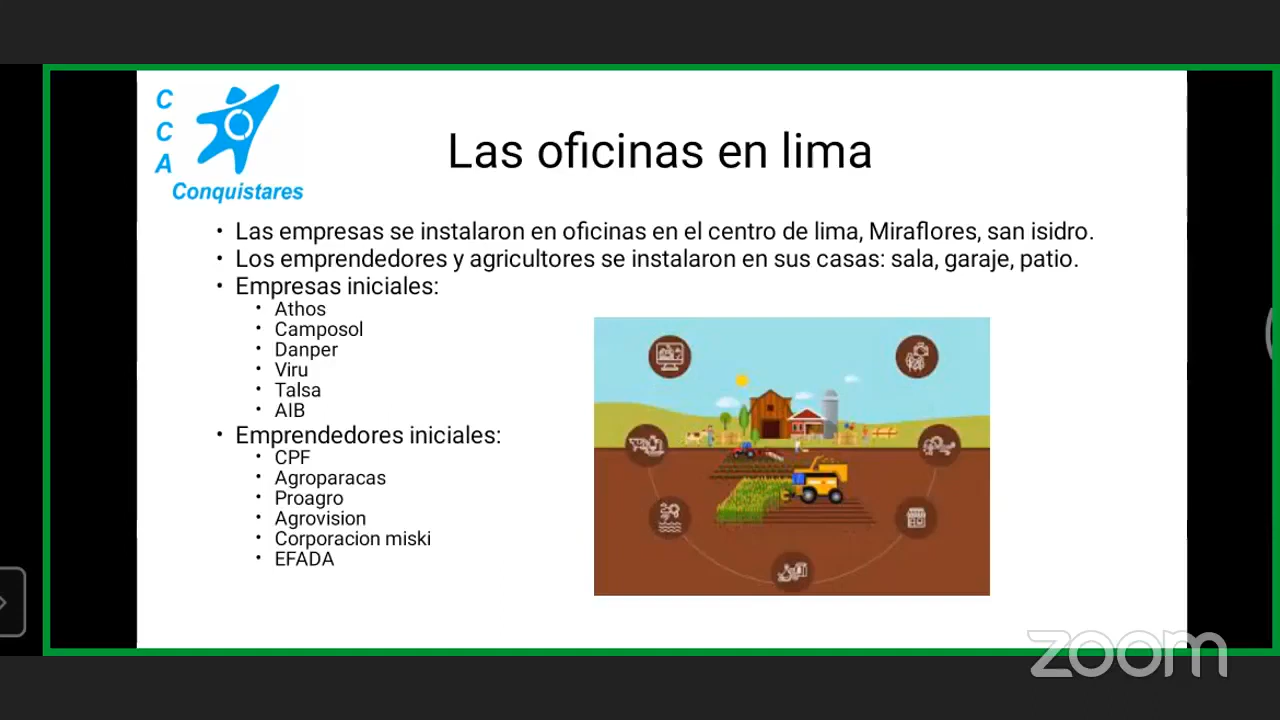 C
C
A
Conquistares
Las oficinas en lima
• Las empresas se instalaron en oficinas en el centro de lima, Miraflores, san isidro.
• Los emprendedores y agricultores se instalaron en sus casas: sala, garaje, patio.
• Empresas iniciales:
• Athos
• Camposol
• Danper
• Viru
• Talsa
• AIB
• Emprendedores iniciales:
• CPF
• Agroparacas
• Proagro
• Agrovision
• Corporacion miski
• EFADA
zoom